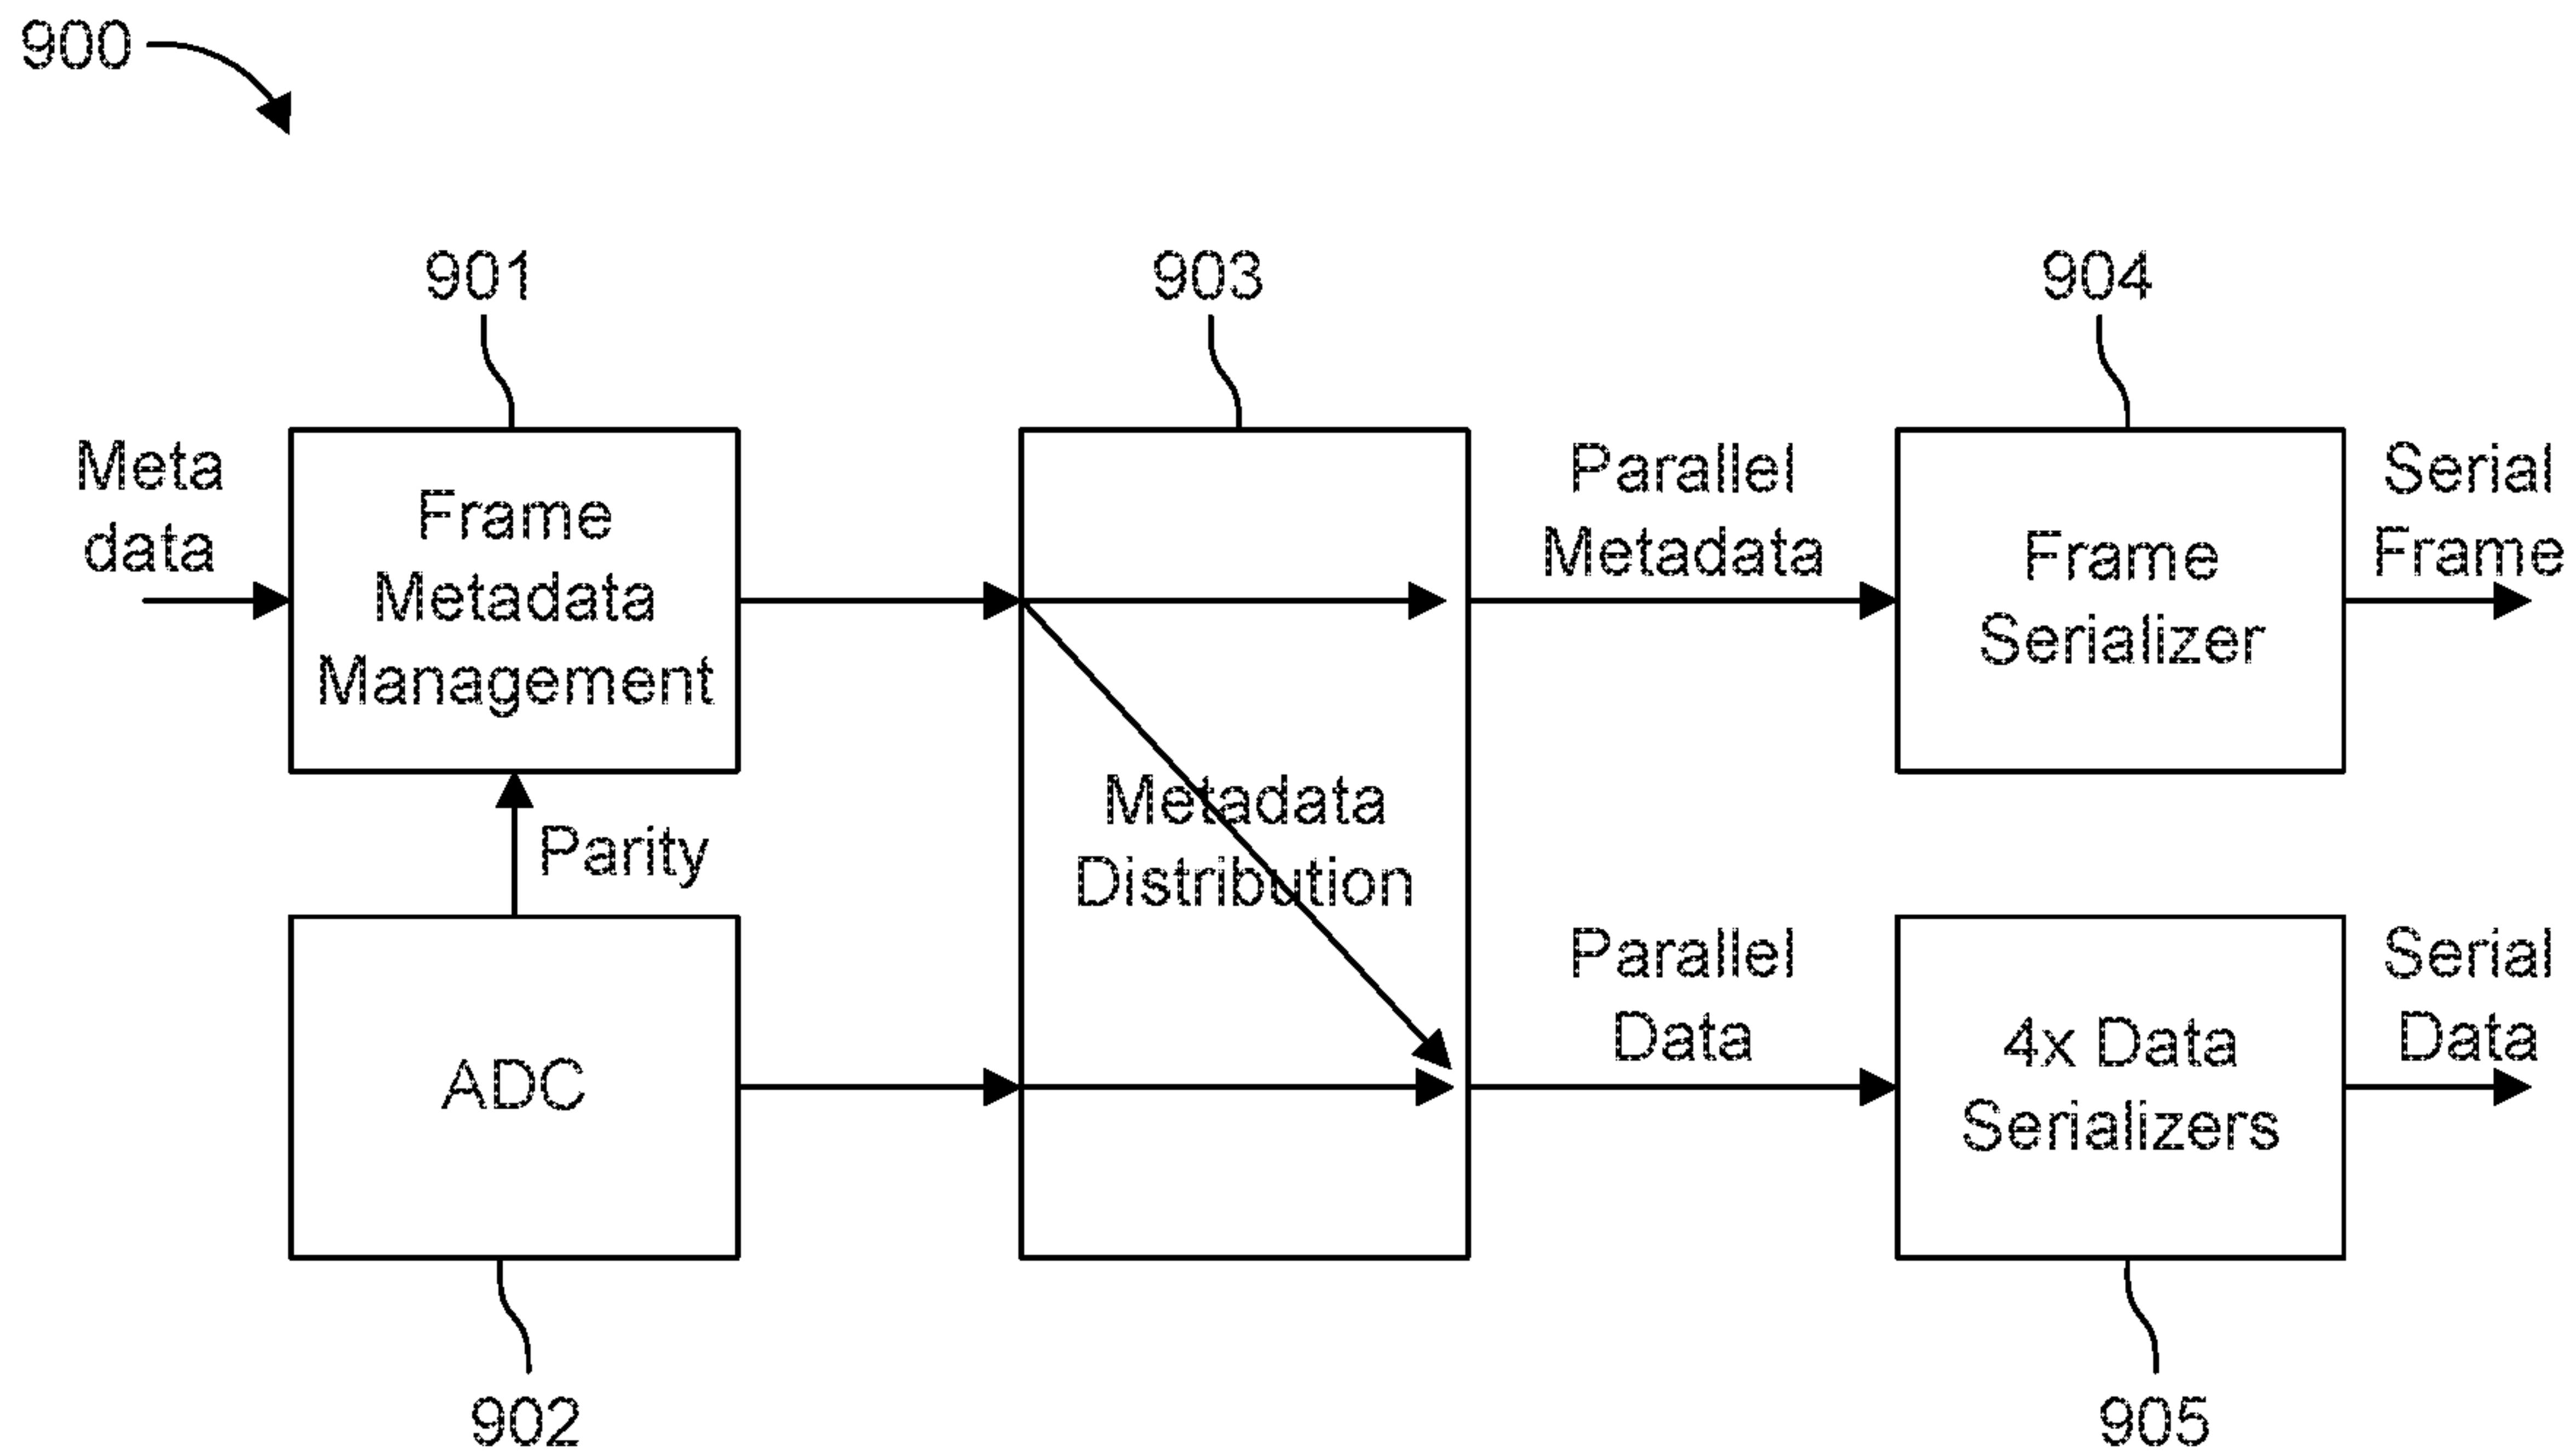 900
901
903
904
Meta
data
Frame
Metadata
Management
Parallel
Metadata
Frame
Serializer
Serial
Frame
Parity
Metadata
Distribution
ADC
Parallel
Data
4x Data
Serializers
Serial
Data
902
905